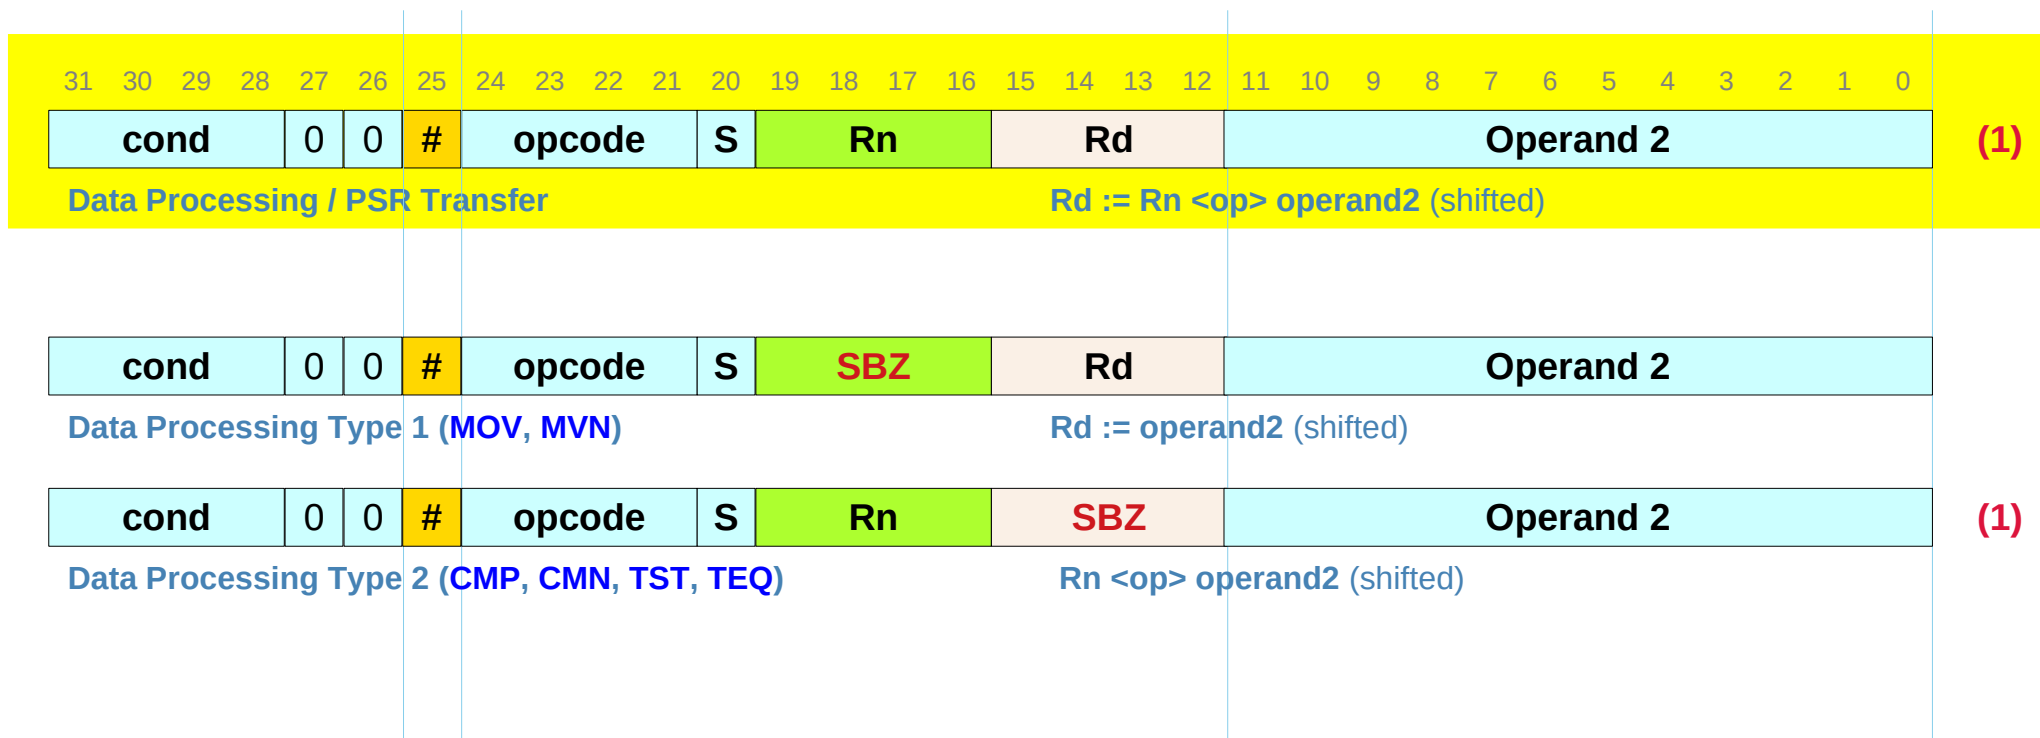 31 30 29 28 27 26 25 24 23 22 21 20 19 18 17 16 15 14 13 12 11 10 9 8 7 6 5 4 3 2 1 0
cond 0 0 # opcode S Rn Rd Operand 2 (1)
Data Processing / PSR Transfer Rd := Rn <op> operand2 (shifted)
cond 0 0 # opcode S SBZ Rd Operand 2
Data Processing Type 1 (MOV, MVN) Rd := operand2 (shifted)
cond 0 0 # opcode S Rn SBZ Operand 2 (1)
Data Processing Type 2 (CMP, CMN, TST, TEQ) Rn <op> operand2 (shifted)